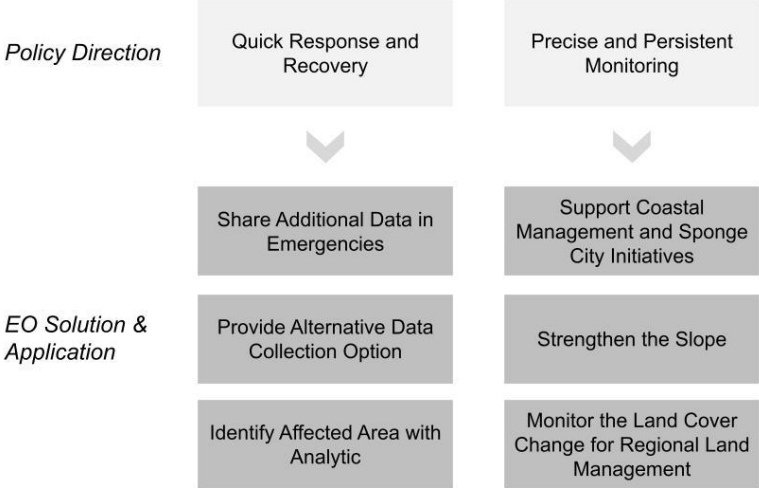 Policy Direction
Quick Response and
Recovery
Precise and Persistent
Monitoring
Share Additional Data in
Emergencies
Support Coastal
Management and Sponge
City Initiatives
EO Solution &
Application
Provide Alternative Data
Collection Option
Strengthen the Slope
Identify Affected Area with
Analytic
Monitor the Land Cover
Change for Regional Land
Management